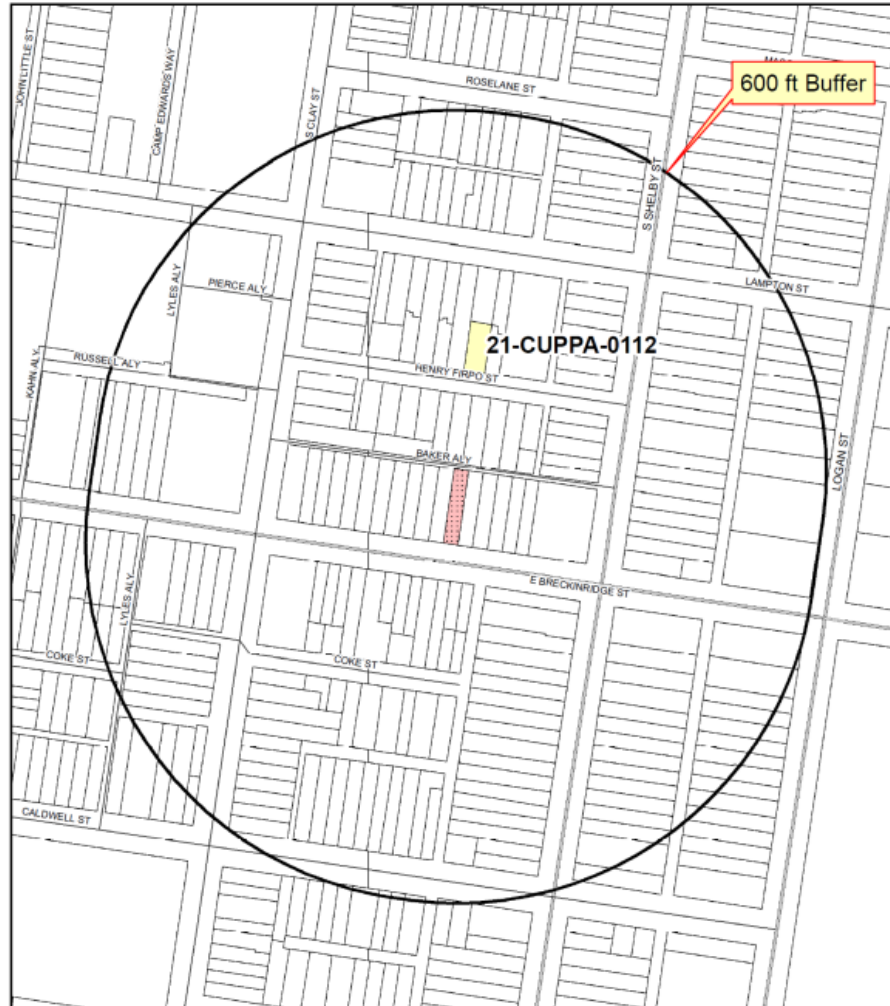 JOHN LITTLE ST
CAMP EDWARDS WAY
S CLAY ST
ROSELANE ST
600 ft Buffer
S SHELBY ST
LAMPTON ST
PIERCE ALY
LYLES ALY
21-CUPPA-0112
RUSSELL ALY
KAHN ALY
HENRY FIRPO ST
BAKER ALY
LOGAN ST
E BRECKINRIDGE ST
LYLES ALY
COKE ST
COKE ST
CALDWELL ST